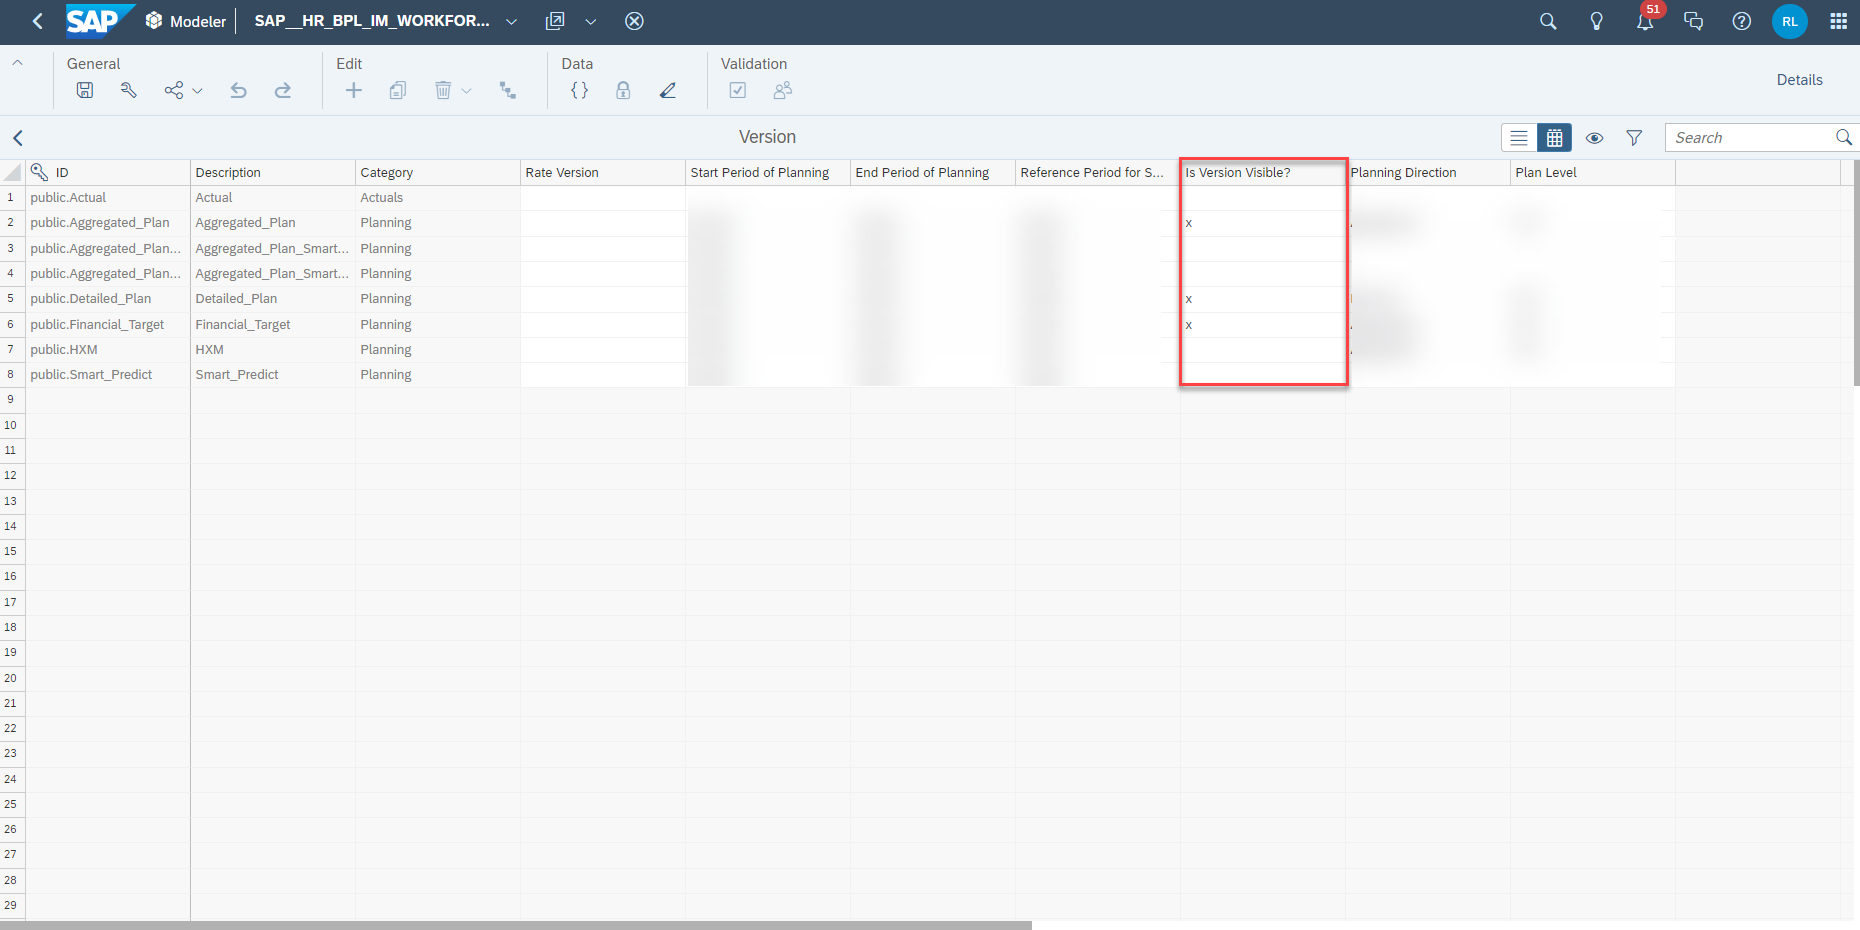 SAP Modeler SAP__HR_BPL_IM_WORKFOR... 51 RL
General Edit Data Validation
Details
Version Search
ID Description Category Rate Version Start Period of Planning End Period of Planning Reference Period for S... Is Version Visible? Planning Direction Plan Level
1 public.Actual Actual Actuals
2 public.Aggregated_Plan Aggregated_Plan Planning x
3 public.Aggregated_Plan... Aggregated_Plan_Smart... Planning
4 public.Aggregated_Plan... Aggregated_Plan_Smart... Planning
5 public.Detailed_Plan Detailed_Plan Planning x
6 public.Financial_Target Financial_Target Planning x
7 public.HXM HXM Planning
8 public.Smart_Predict Smart_Predict Planning
9
10
11
12
13
14
15
16
17
18
19
20
21
22
23
24
25
26
27
28
29